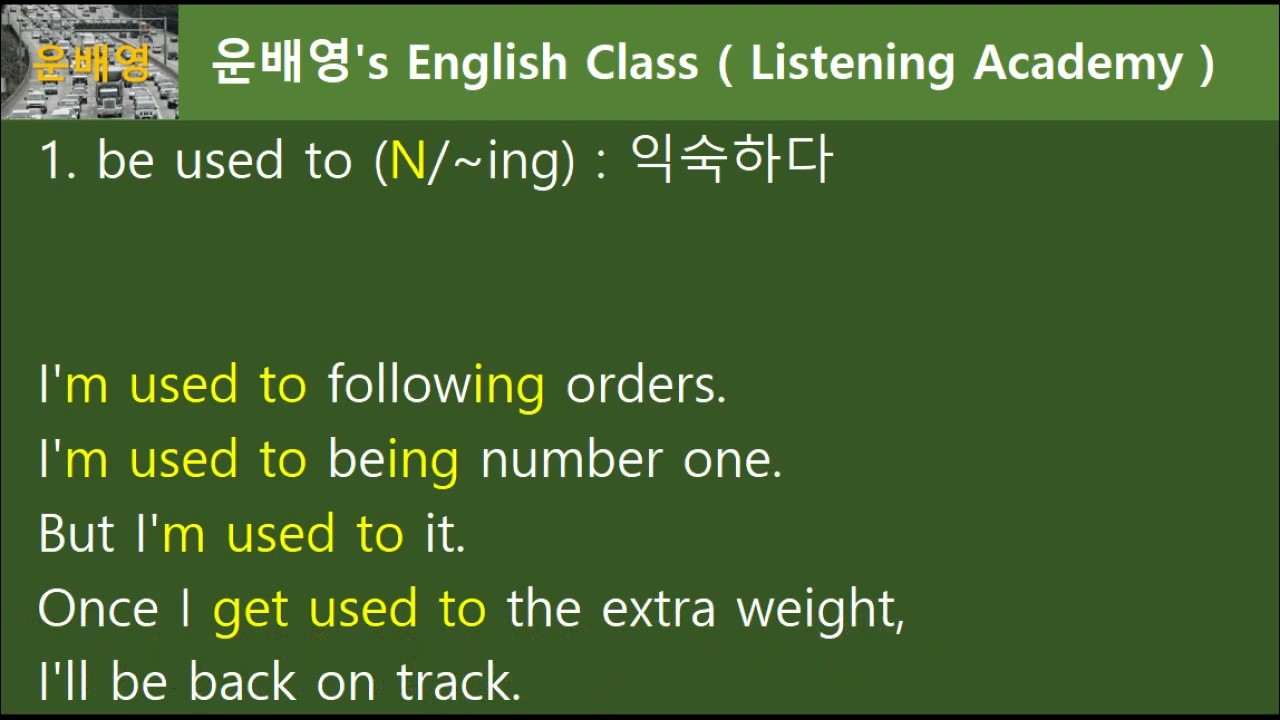 운배영
운배영's English Class ( Listening Academy )
1. be used to (N/~ing) : 익숙하다
I'm used to following orders.
I'm used to being number one.
But I'm used to it.
Once I get used to the extra weight,
I'll be back on track.